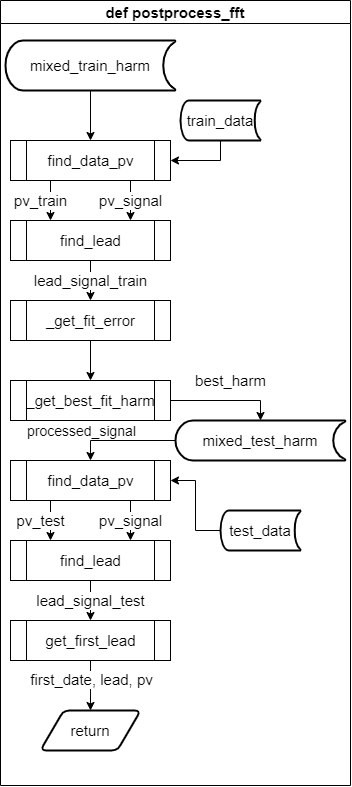 def postprocess_fft
mixed_train_harm
train_data
find_data_pv
pv_train
pv_signal
find_lead
lead_signal_train
_get_fit_error
best_harm
_get_best_fit_harm
processed_signal
mixed_test_harm
find_data_pv
pv_test
pv_signal
test_data
find_lead
lead_signal_test
get_first_lead
first_date, lead, pv
return